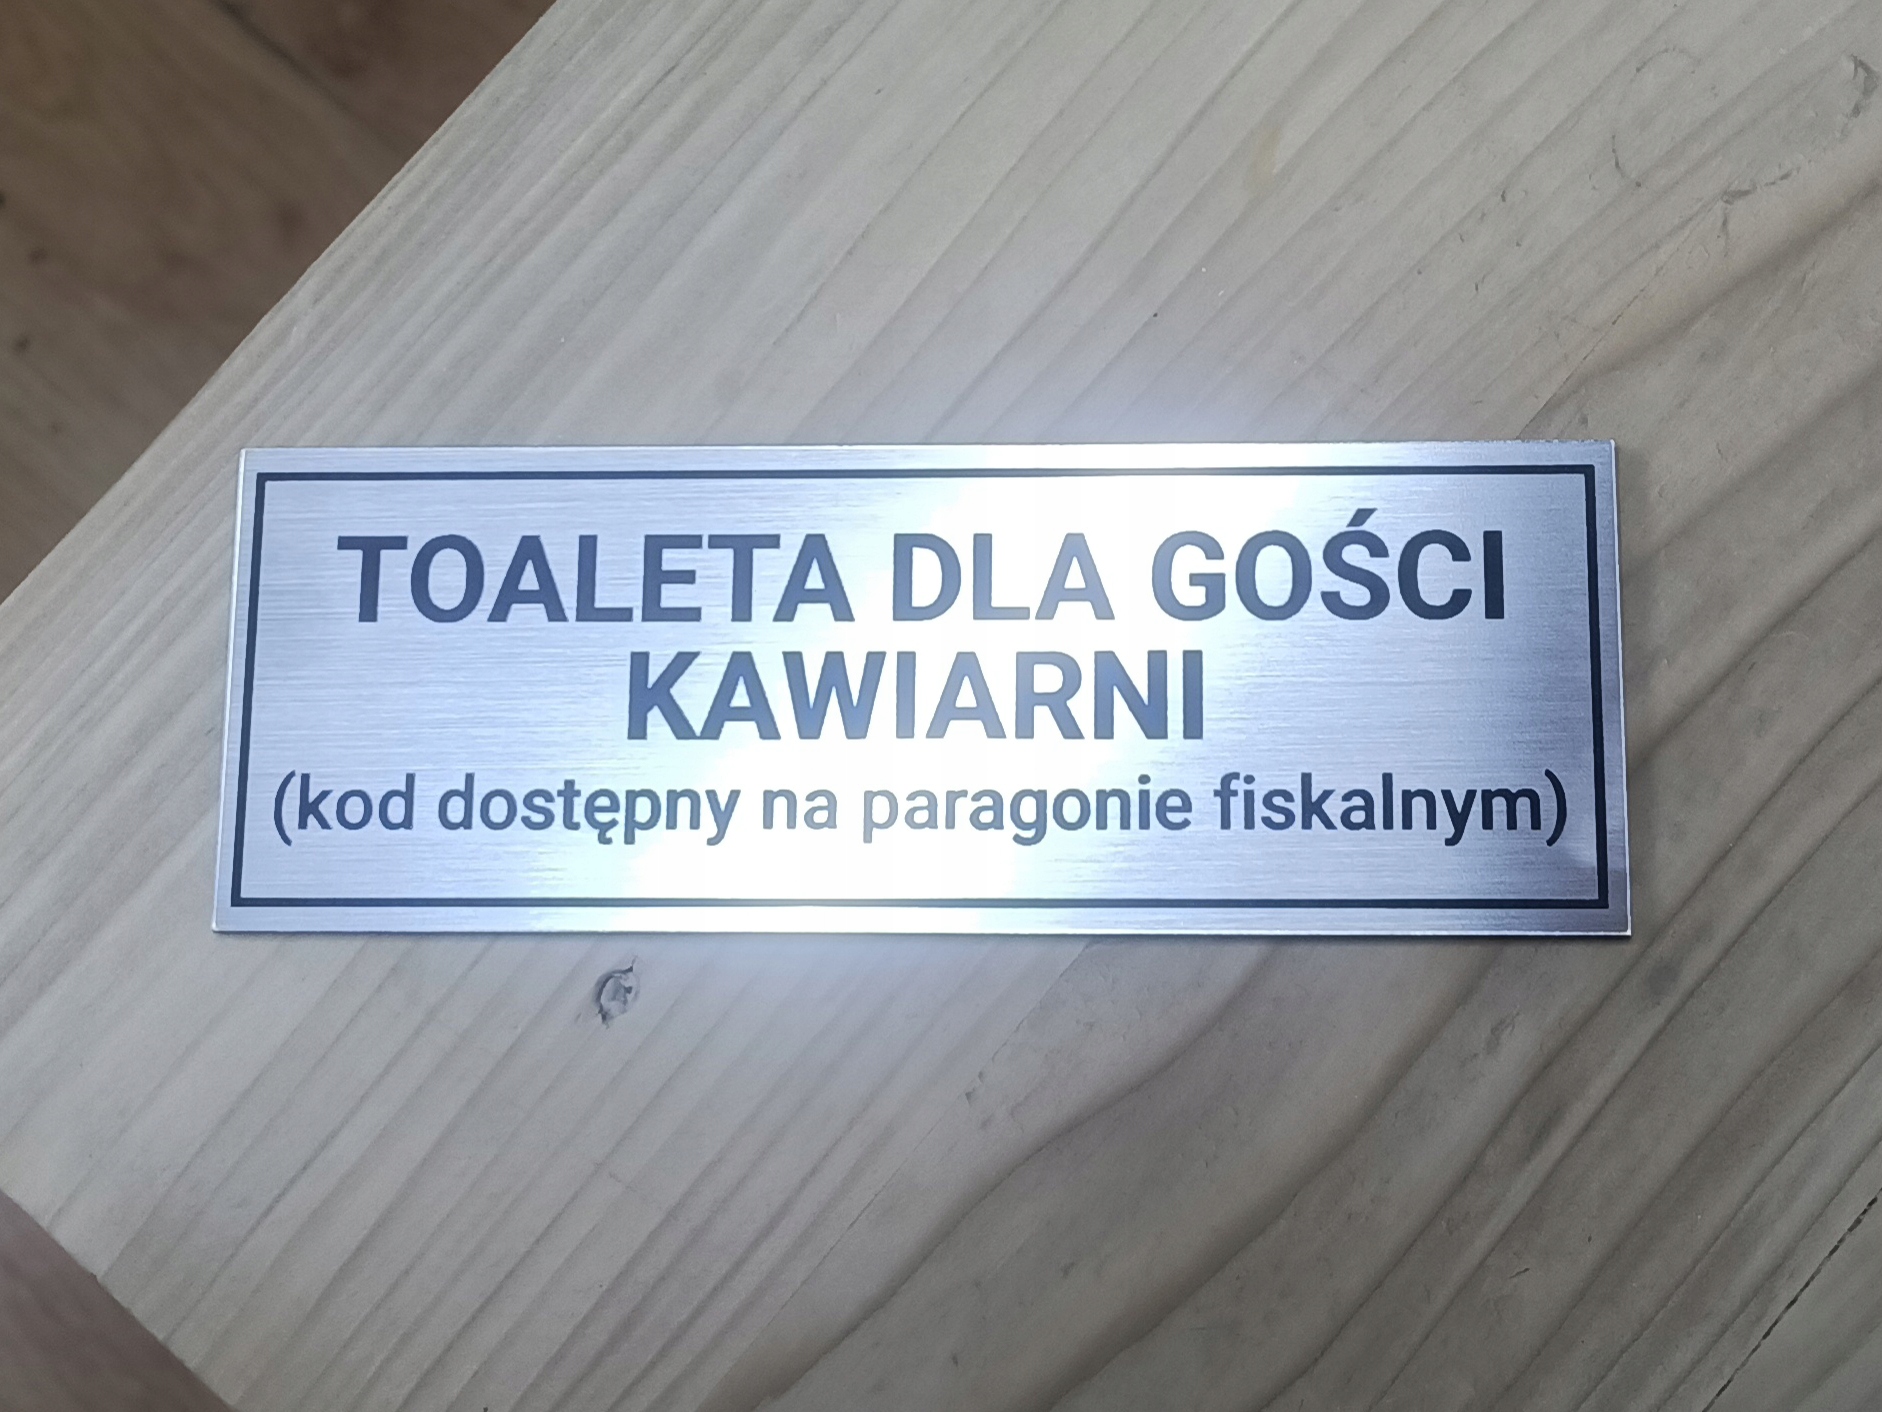 TOALETA DLA GOŚCI
KAWIARNI
(kod dostępny na paragonie fiskalnym)